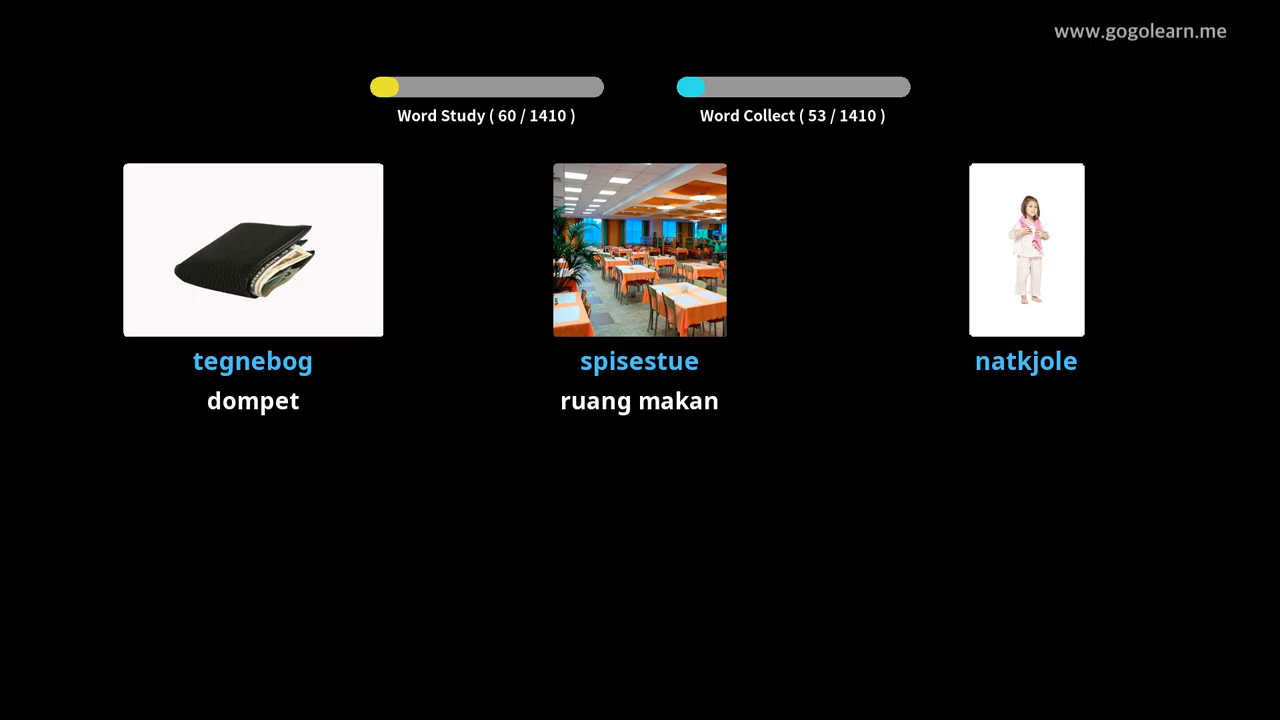 www.gogolearn.me
Word Study ( 60 / 1410 )
Word Collect ( 53 / 1410 )
tegnebog
dompet
spisestue
ruang makan
natkjole